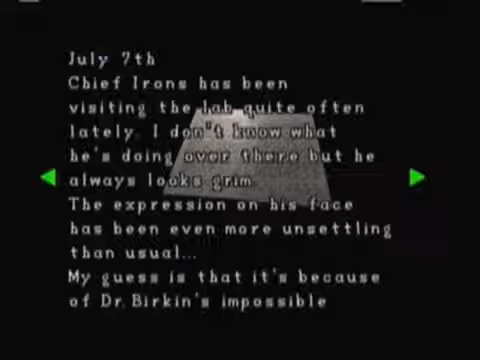 July 7th
Chief Irons has been
visiting the lab quite often
lately. I don't know what
he's doing over there but he
always looks grim.
The expression on his face
has been even more unsettling
than usual...
My guess is that it's because
of Dr. Birkin's impossible